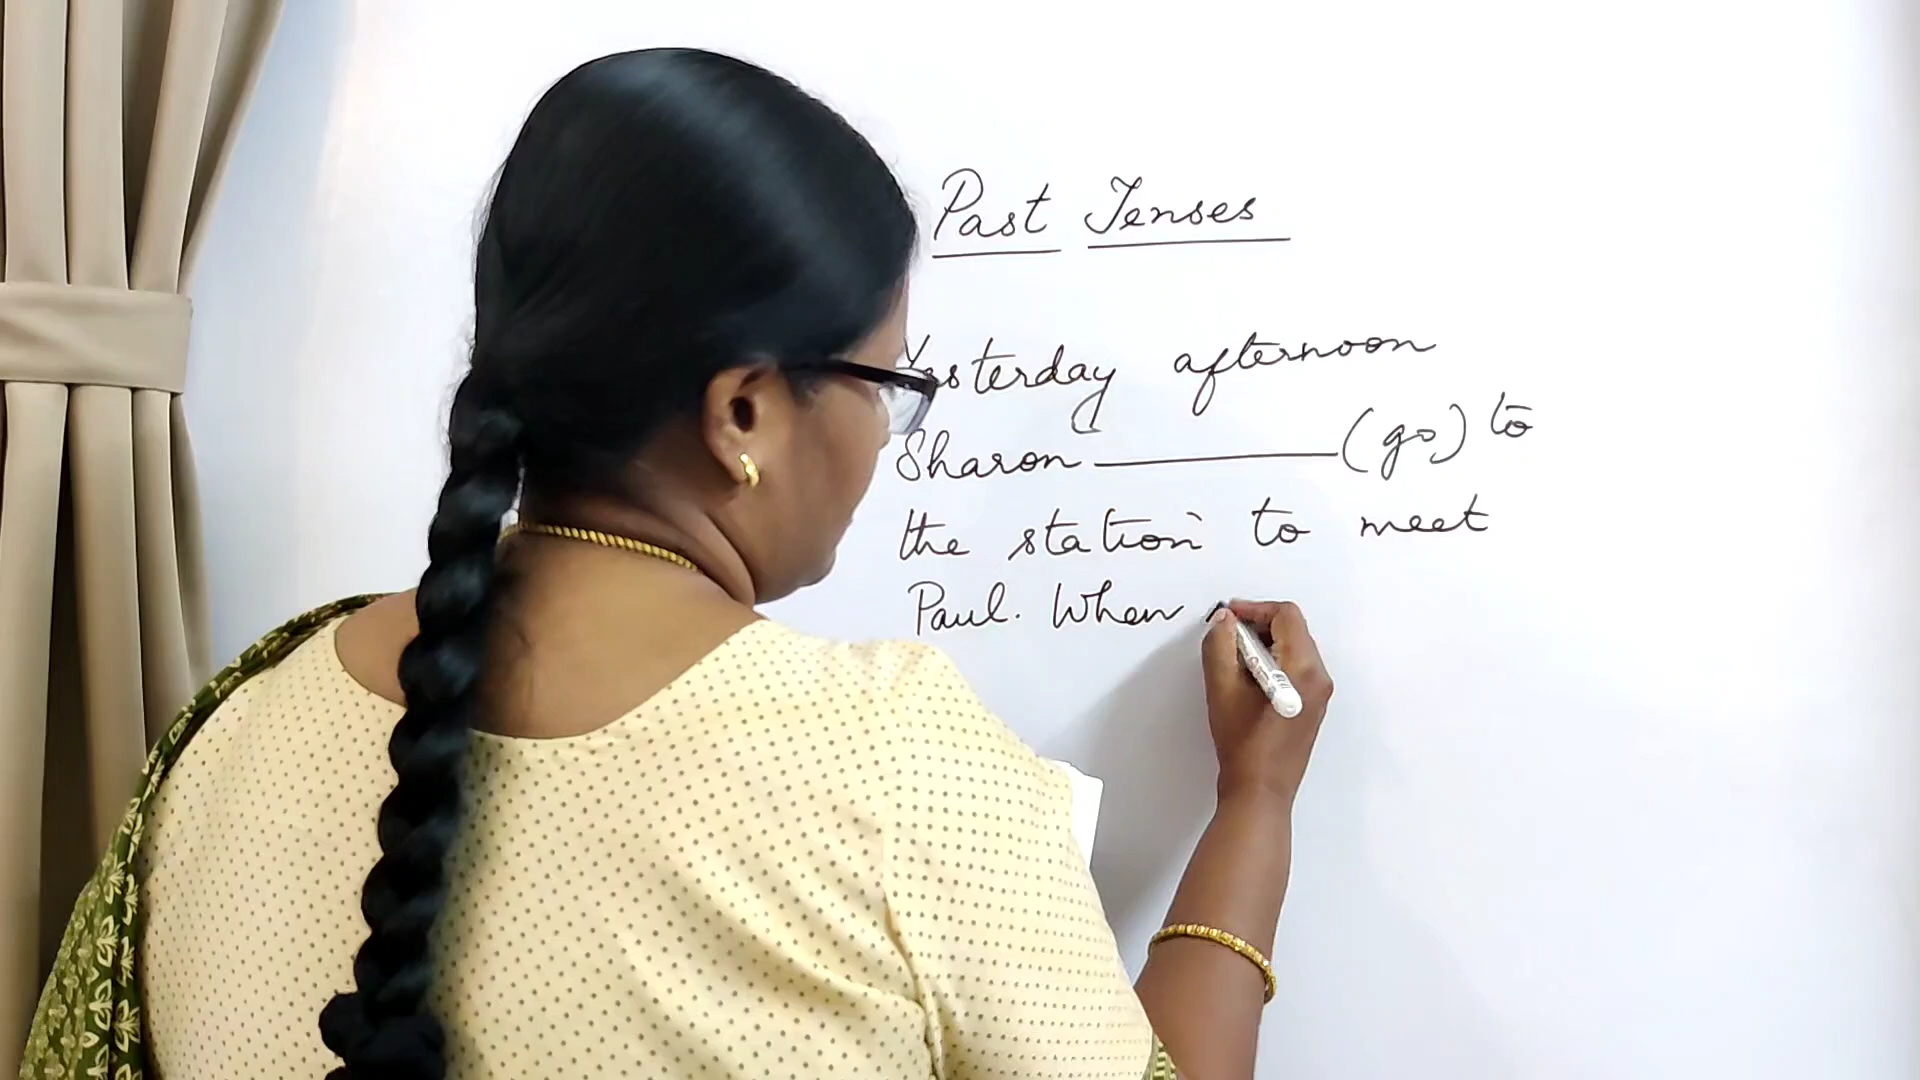 Past Tenses
Yesterday afternoon
Sharon ________ (go) to
the station to meet
Paul. When